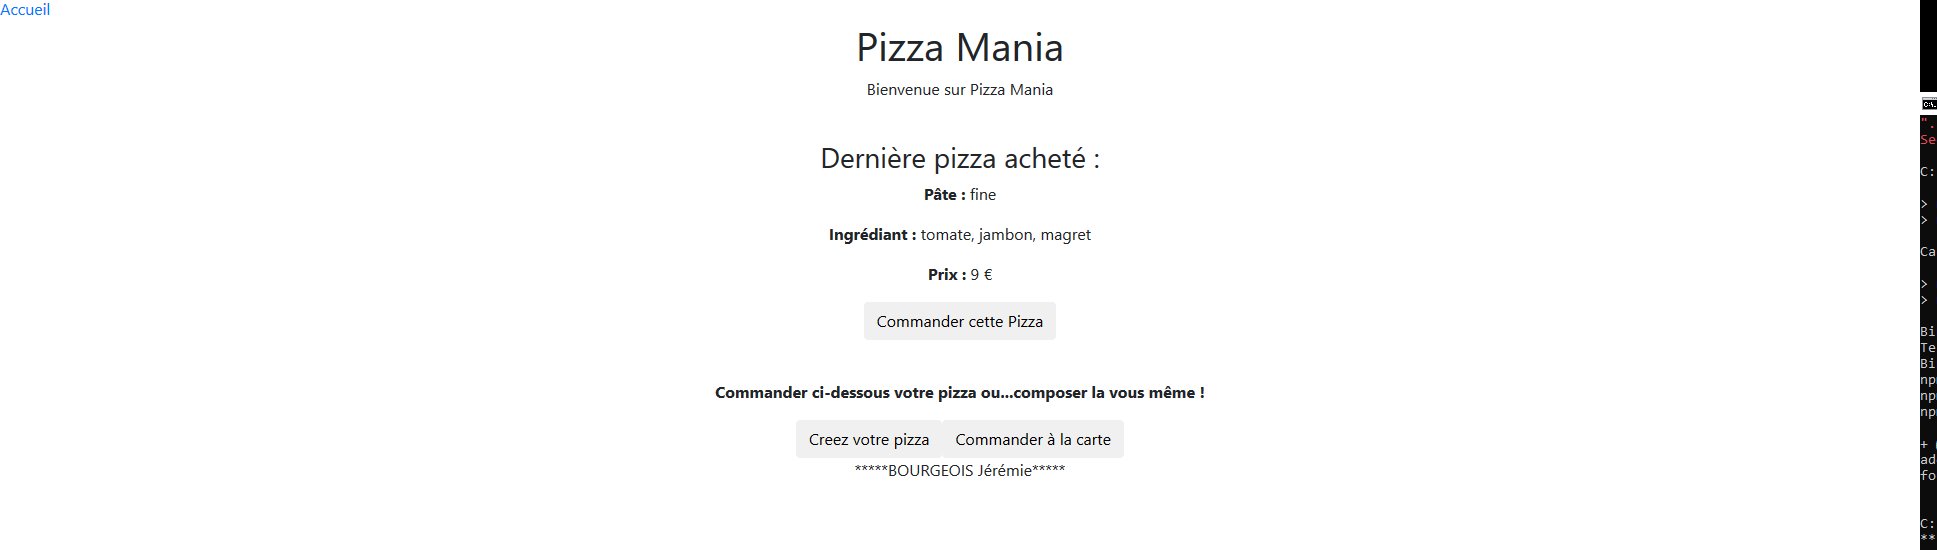 Accueil
Pizza Mania
Bienvenue sur Pizza Mania
Dernière pizza acheté :
Pâte : fine
Ingrédiant : tomate, jambon, magret
Prix : 9 €
Commander cette Pizza
Commander ci-dessous votre pizza ou...composer la vous même !
Creez votre pizza
Commander à la carte
*****BOURGEOIS Jérémie*****
".
Se
C:
>
>
Ca
>
>
Bi
Te
Bi
np
np
np
+
ad
fo
C:
**